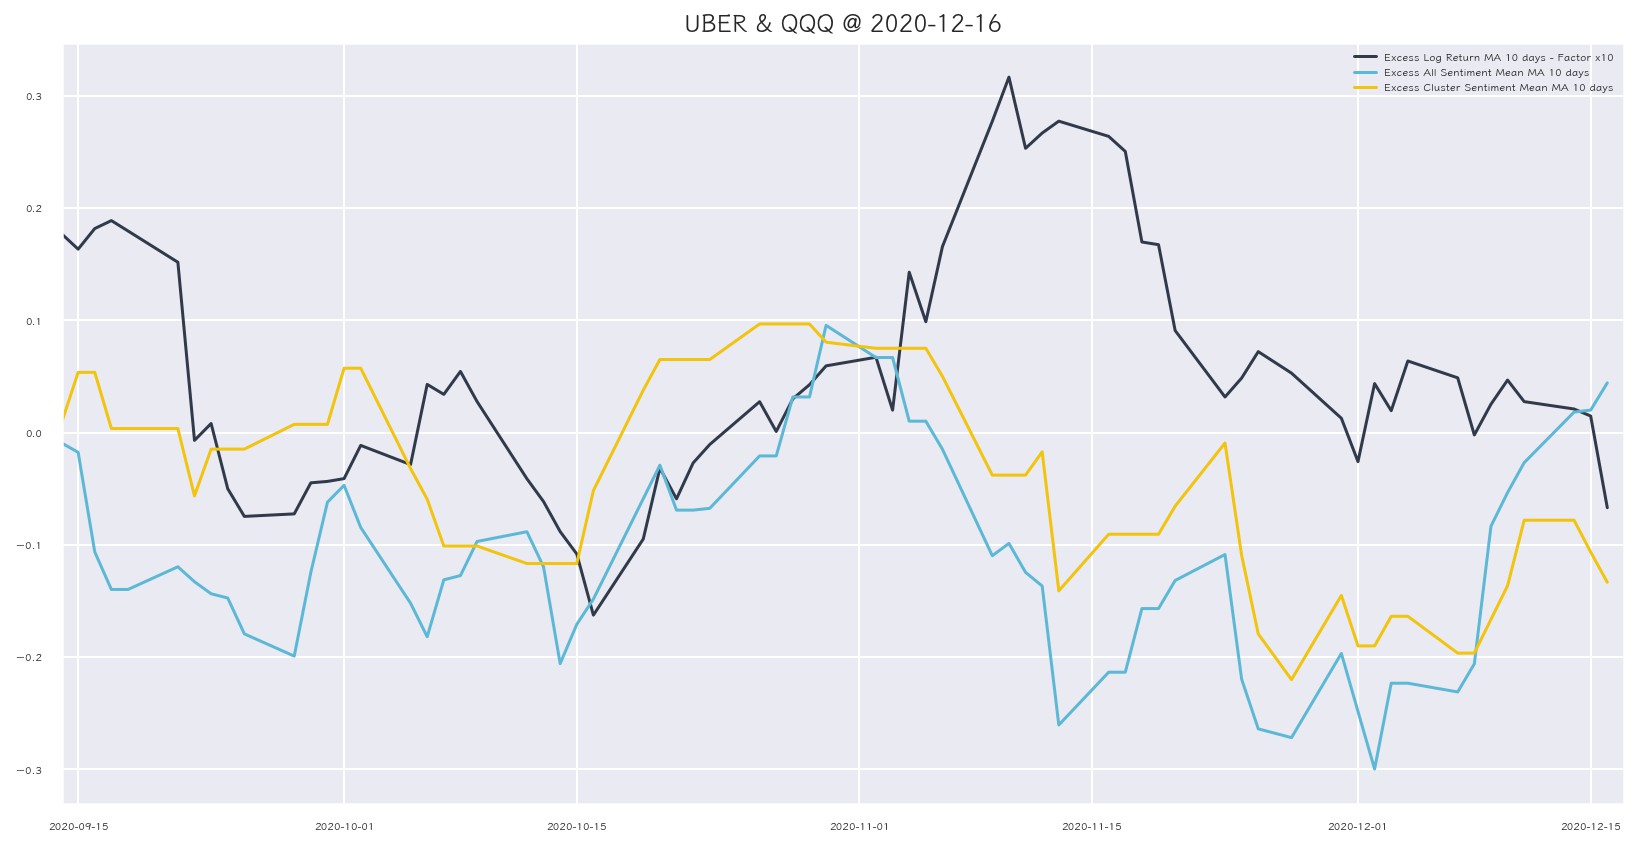 UBER & QQQ @ 2020-12-16
Excess Log Return MA 10 days - Factor x10
Excess All Sentiment Mean MA 10 days
Excess Cluster Sentiment Mean MA 10 days
0.3
0.2
0.1
0.0
−0.1
−0.2
−0.3
2020-09-15 2020-10-01 2020-10-15 2020-11-01 2020-11-15 2020-12-01 2020-12-15